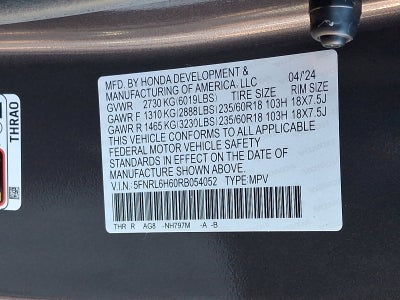 MFD. BY HONDA DEVELOPMENT &
MANUFACTURING OF AMERICA, LLC 04/'24
GVWR 2730 KG(6019LBS) TIRE SIZE RIM SIZE
GAWR F 1310 KG(2888LBS) 235/60R18 103H 18X7.5J
GAWR R 1465 KG(3230LBS) 235/60R18 103H 18X7.5J
THIS VEHICLE CONFORMS TO ALL APPLICABLE
FEDERAL MOTOR VEHICLE SAFETY
STANDARDS IN EFFECT ON THE DATE OF
MANUFACTURE SHOWN ABOVE.
V.I.N.: 5FNRL6H60RB054052 TYPE:MPV
THR R AG8 -NH797M -A -B
THRA0